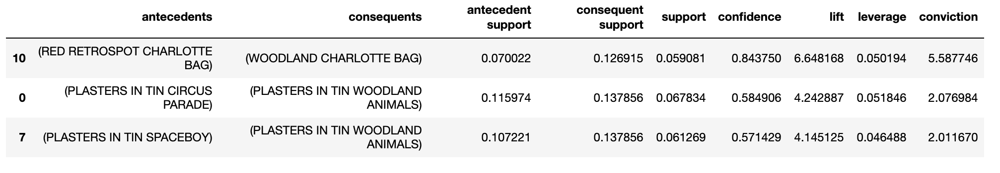 antecedents consequents antecedent support consequent support support confidence lift leverage conviction
10 (RED RETROSPOT CHARLOTTE BAG) (WOODLAND CHARLOTTE BAG) 0.070022 0.126915 0.059081 0.843750 6.648168 0.050194 5.587746
0 (PLASTERS IN TIN CIRCUS PARADE) (PLASTERS IN TIN WOODLAND ANIMALS) 0.115974 0.137856 0.067834 0.584906 4.242887 0.051846 2.076984
7 (PLASTERS IN TIN SPACEBOY) (PLASTERS IN TIN WOODLAND ANIMALS) 0.107221 0.137856 0.061269 0.571429 4.145125 0.046488 2.011670